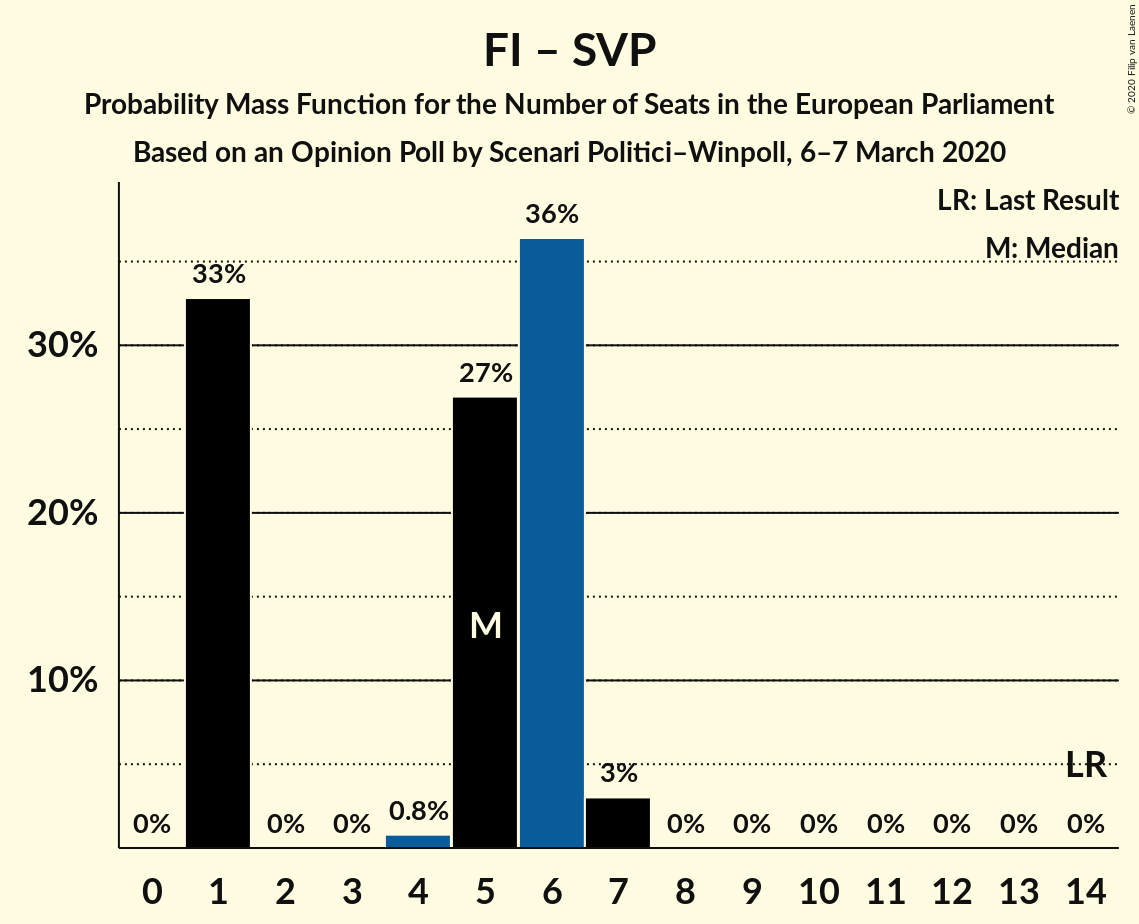 FI – SVP
Probability Mass Function for the Number of Seats in the European Parliament
Based on an Opinion Poll by Scenari Politici–Winpoll, 6–7 March 2020
© 2020 Filip van Laenen
LR: Last Result
M: Median
36%
33%
30%
27%
20%
M
10%
LR
3%
0.8%
0% 0% 0% 0% 0% 0% 0% 0% 0% 0%
0 1 2 3 4 5 6 7 8 9 10 11 12 13 14